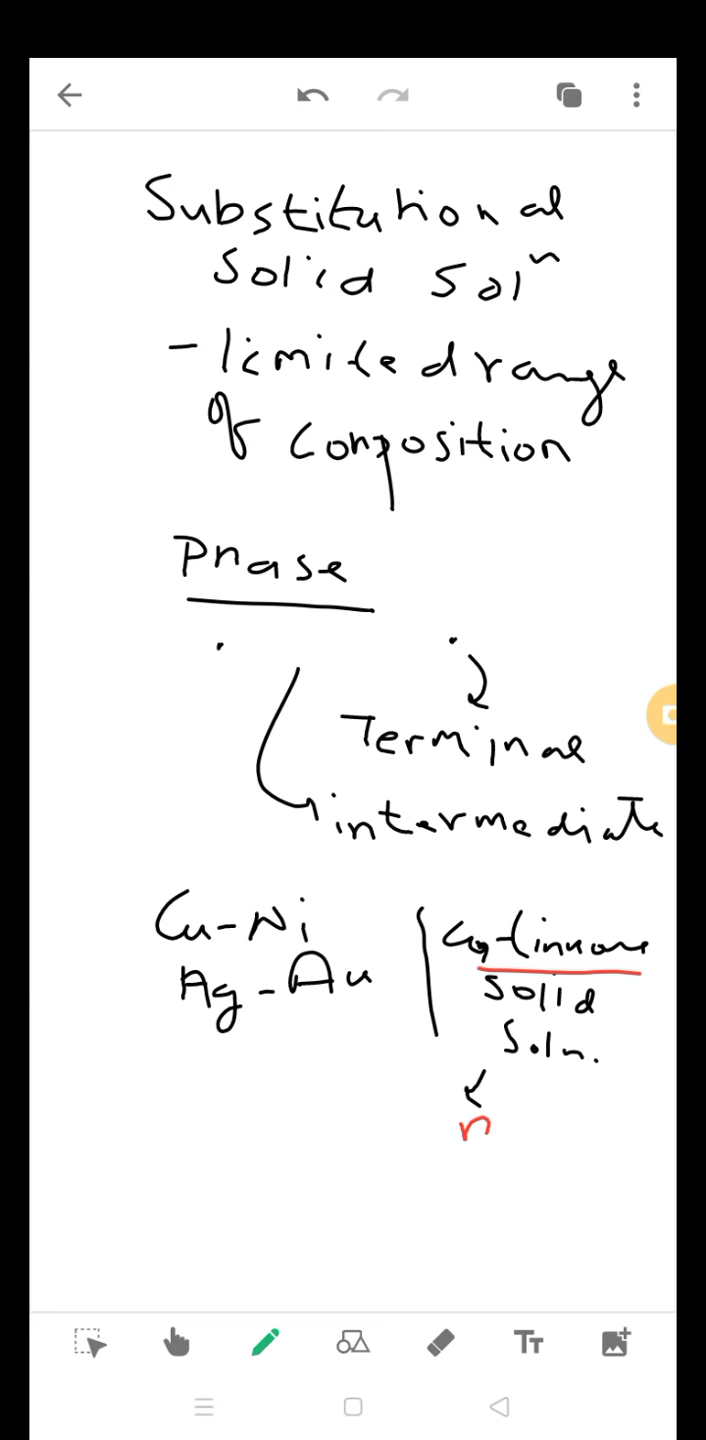 Substitutional
Solid Solⁿ
- limited range
of Composition
Phase
Terminal
intermediate
Cu-Ni
Ag-Au
Continuous
Solid
Soln.
n